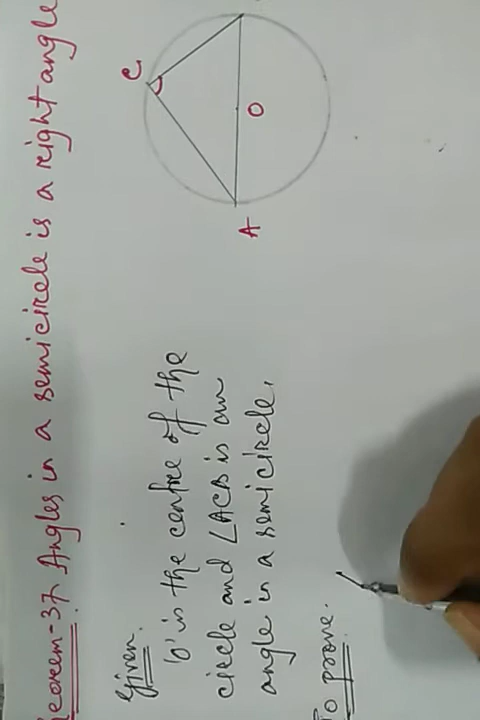 eorem-37. Angles in a semicircle is a right angle
Given.
'O' is the centre of the
circle and ∠ACB is an
angle in a semicircle.
To prove.
C
O
A